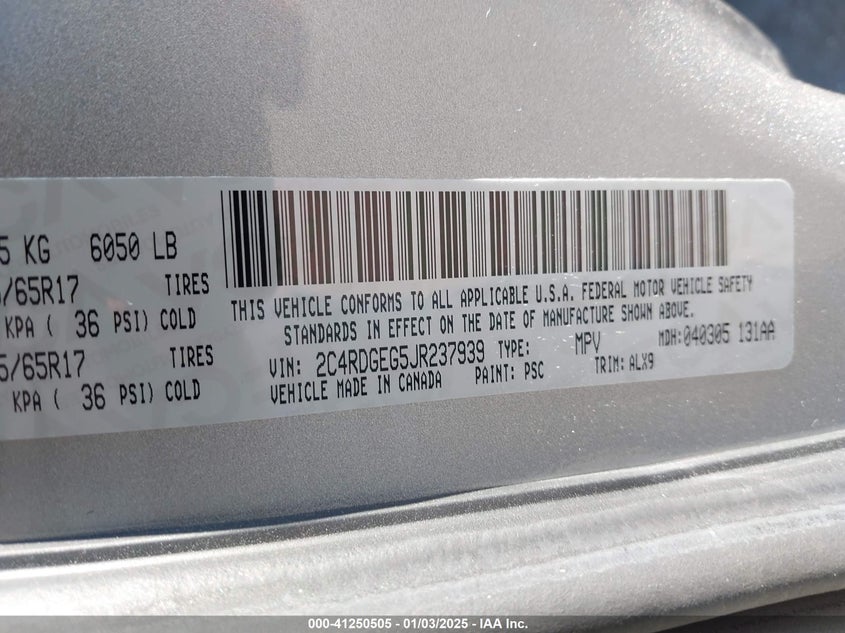 5 KG 6050 LB
/65R17 TIRES
KPA ( 36 PSI) COLD
5/65R17 TIRES
KPA ( 36 PSI) COLD
THIS VEHICLE CONFORMS TO ALL APPLICABLE U.S.A. FEDERAL MOTOR VEHICLE SAFETY
STANDARDS IN EFFECT ON THE DATE OF MANUFACTURE SHOWN ABOVE.
VIN: 2C4RDGEG5JR237939 TYPE: MPV MDH: 040305 131AA
VEHICLE MADE IN CANADA PAINT: PSC TRIM: ALX9
000-41250505 - 01/03/2025 - IAA Inc.